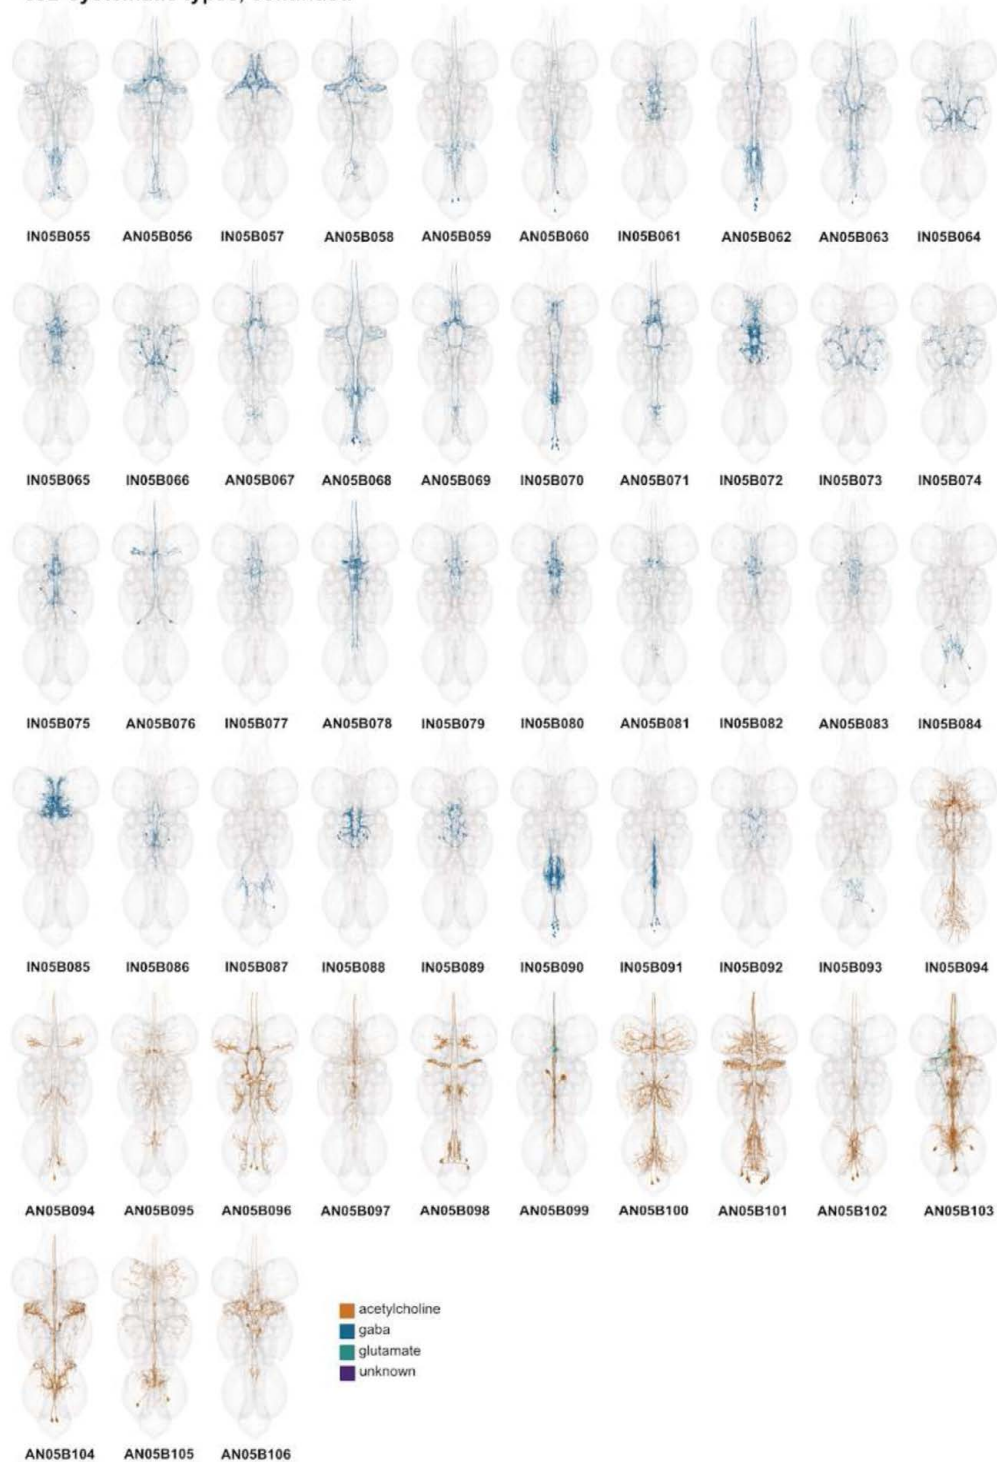 IN05B055 AN05B056 IN05B057 AN05B058 AN05B059 AN05B060 IN05B061 AN05B062 AN05B063 IN05B064
IN05B065 IN05B066 AN05B067 AN05B068 AN05B069 IN05B070 AN05B071 IN05B072 IN05B073 IN05B074
IN05B075 AN05B076 IN05B077 AN05B078 IN05B079 IN05B080 AN05B081 IN05B082 AN05B083 IN05B084
IN05B085 IN05B086 IN05B087 IN05B088 IN05B089 IN05B090 IN05B091 IN05B092 IN05B093 IN05B094
AN05B094 AN05B095 AN05B096 AN05B097 AN05B098 AN05B099 AN05B100 AN05B101 AN05B102 AN05B103
acetylcholine
gaba
glutamate
unknown
AN05B104 AN05B105 AN05B106